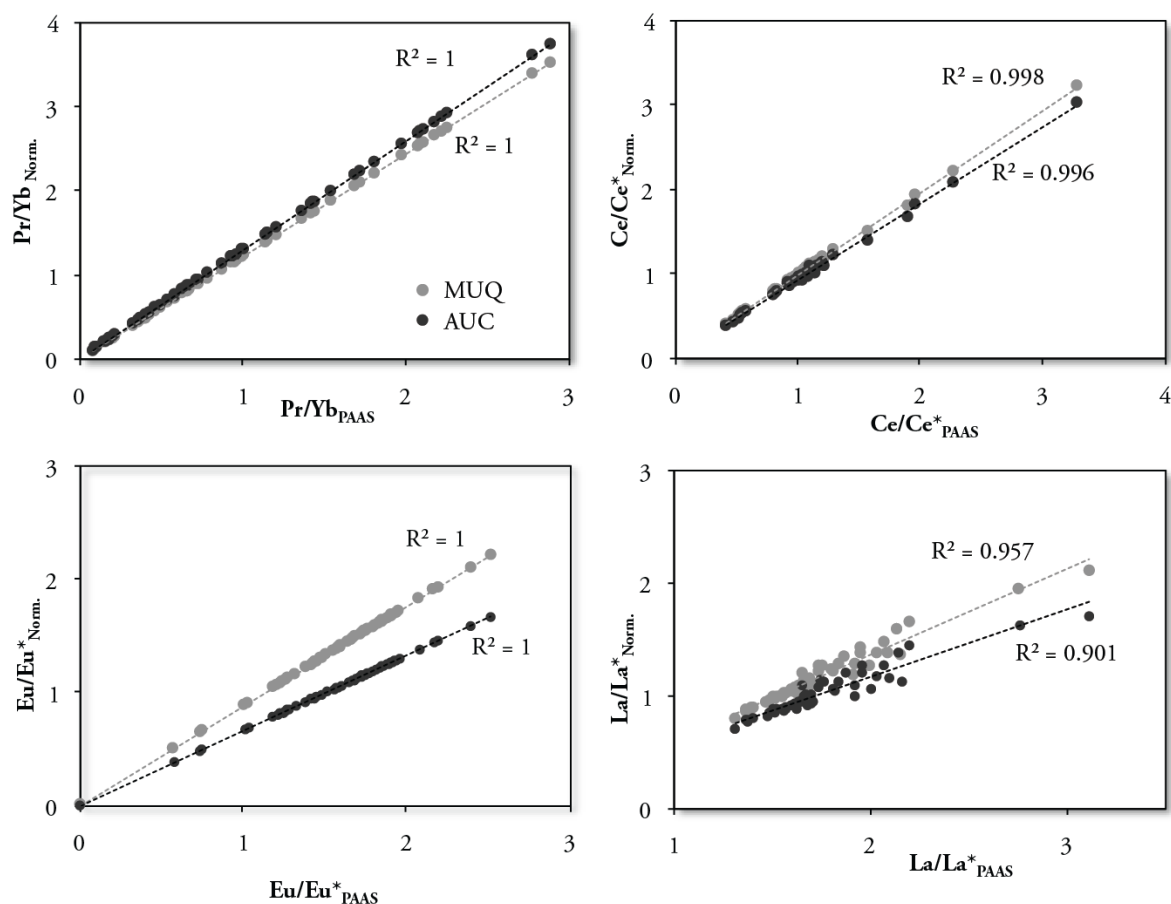 4
3
2
1
0
0 1 2 3
Pr/Yb Norm.
Pr/Yb PAAS
R² = 1
R² = 1
MUQ
AUC
4
3
2
1
0
0 1 2 3 4
Ce/Ce* Norm.
Ce/Ce* PAAS
R² = 0.998
R² = 0.996
3
2
1
0
0 1 2 3
Eu/Eu* Norm.
Eu/Eu* PAAS
R² = 1
R² = 1
3
2
1
0
1 2 3
La/La* Norm.
La/La* PAAS
R² = 0.957
R² = 0.901